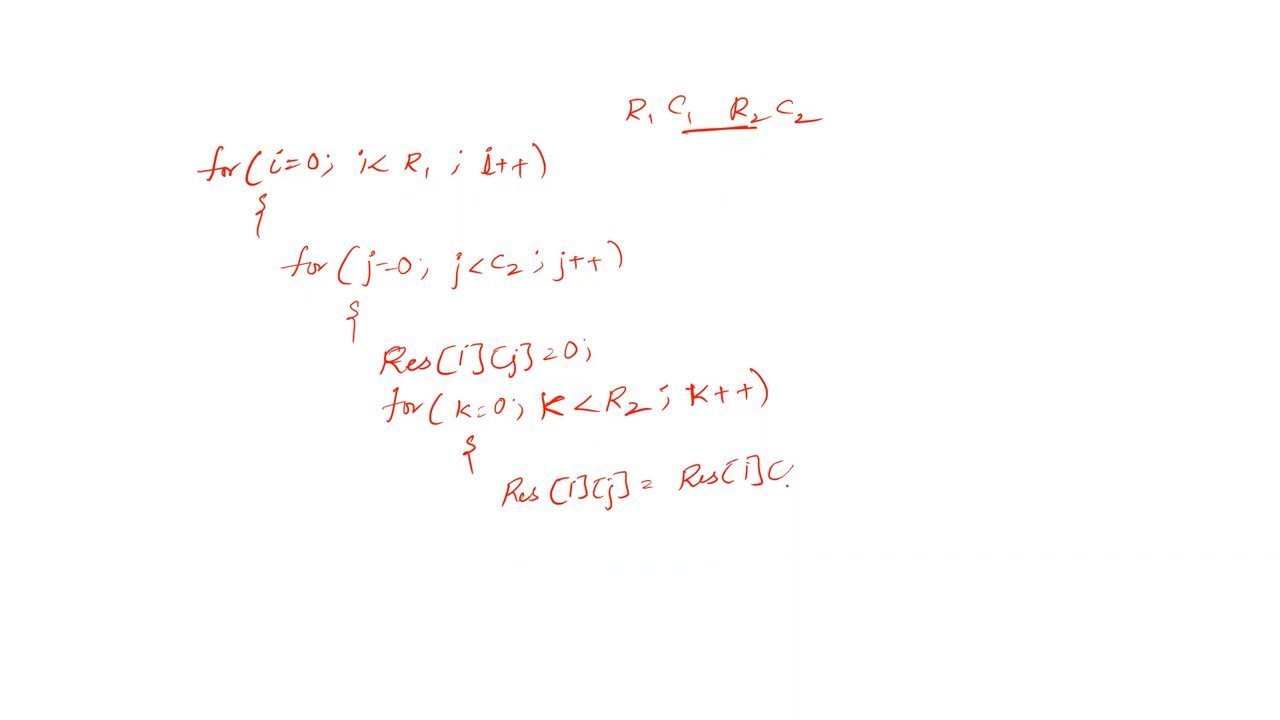 R₁ C₁ R₂ C₂
for(i=0; i< R₁ ; i++)
{
for (j=0; j<C₂; j++)
{
Res[i][j]=0;
for(k=0; k<R₂; k++)
{
Res[i][j] = Res[i][